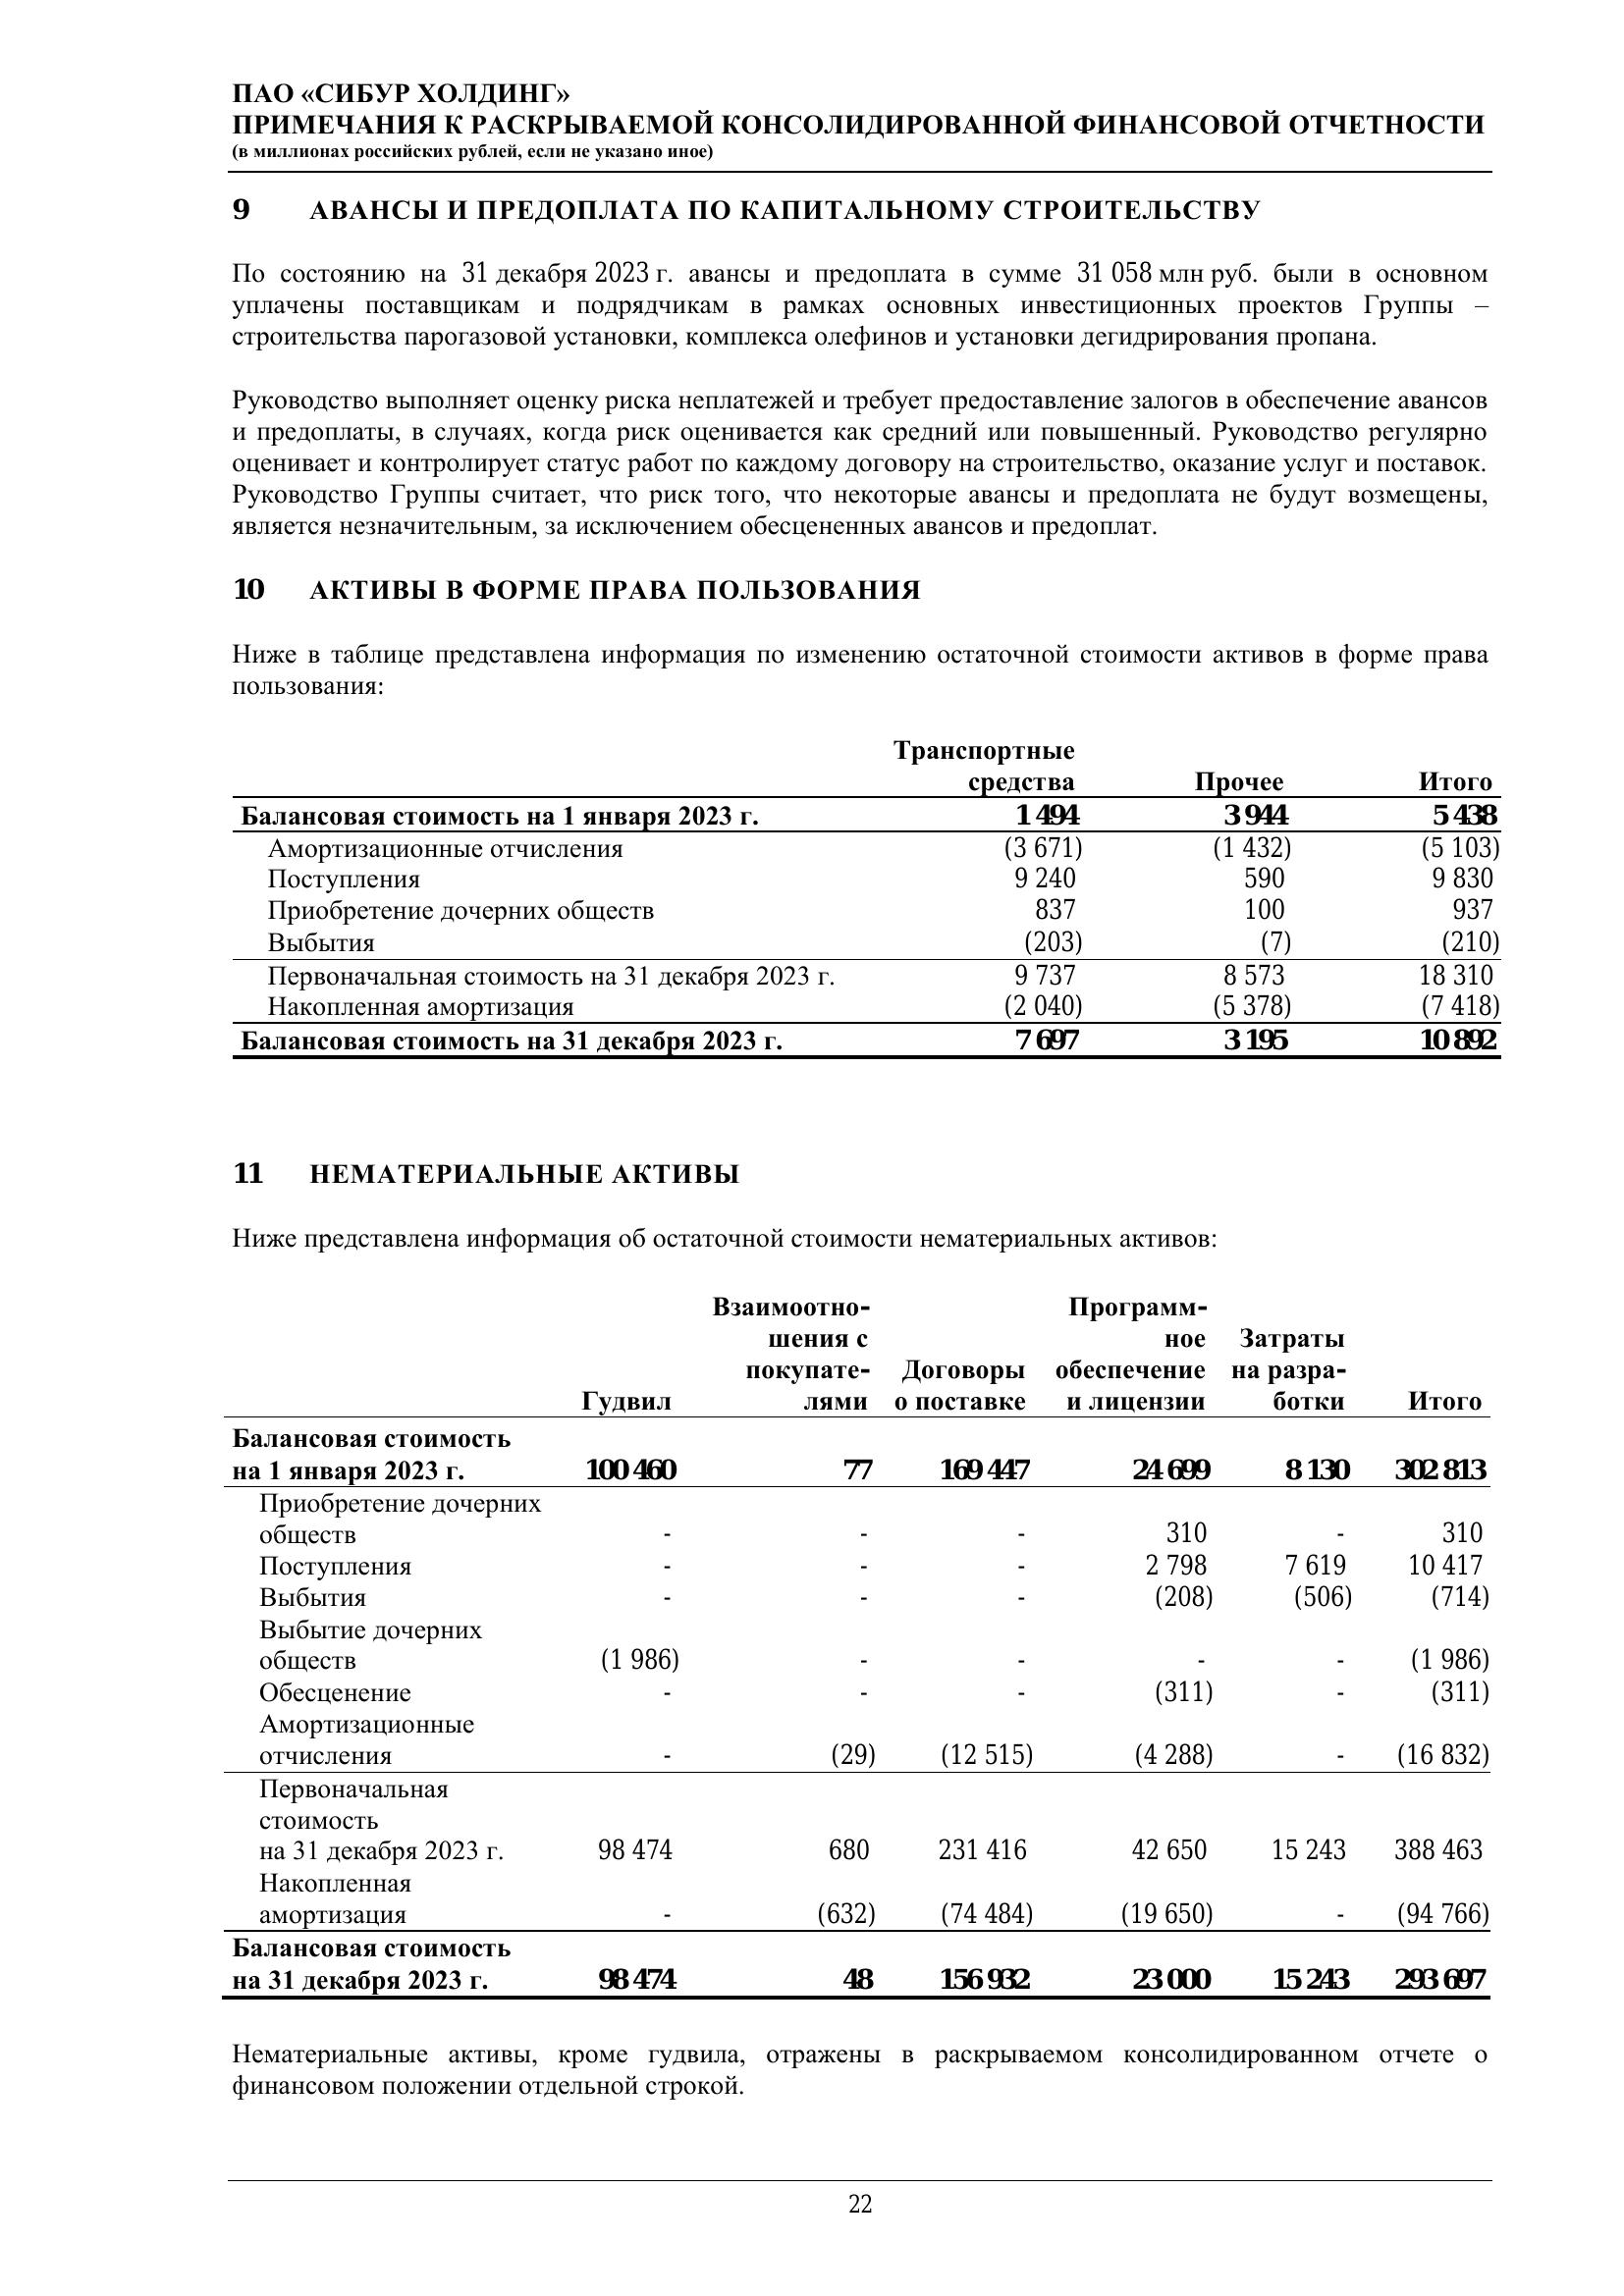 ПАО «СИБУР ХОЛДИНГ»
ПРИМЕЧАНИЯ К РАСКРЫВАЕМОЙ КОНСОЛИДИРОВАННОЙ ФИНАНСОВОЙ ОТЧЕТНОСТИ
(в миллионах российских рублей, если не указано иное)
9 АВАНСЫ И ПРЕДОПЛАТА ПО КАПИТАЛЬНОМУ СТРОИТЕЛЬСТВУ
По состоянию на 31 декабря 2023 г. авансы и предоплата в сумме 31 058 млн руб. были в основном
уплачены поставщикам и подрядчикам в рамках основных инвестиционных проектов Группы –
строительства парогазовой установки, комплекса олефинов и установки дегидрирования пропана.
Руководство выполняет оценку риска неплатежей и требует предоставление залогов в обеспечение авансов
и предоплаты, в случаях, когда риск оценивается как средний или повышенный. Руководство регулярно
оценивает и контролирует статус работ по каждому договору на строительство, оказание услуг и поставок.
Руководство Группы считает, что риск того, что некоторые авансы и предоплата не будут возмещены,
является незначительным, за исключением обесцененных авансов и предоплат.
10 АКТИВЫ В ФОРМЕ ПРАВА ПОЛЬЗОВАНИЯ
Ниже в таблице представлена информация по изменению остаточной стоимости активов в форме права
пользования:
Транспортные
средства Прочее Итого
Балансовая стоимость на 1 января 2023 г. 1 494 3 944 5 438
Амортизационные отчисления (3 671) (1 432) (5 103)
Поступления 9 240 590 9 830
Приобретение дочерних обществ 837 100 937
Выбытия (203) (7) (210)
Первоначальная стоимость на 31 декабря 2023 г. 9 737 8 573 18 310
Накопленная амортизация (2 040) (5 378) (7 418)
Балансовая стоимость на 31 декабря 2023 г. 7 697 3 195 10 892
11 НЕМАТЕРИАЛЬНЫЕ АКТИВЫ
Ниже представлена информация об остаточной стоимости нематериальных активов:
Взаимоотно- Программ-
шения с ное Затраты
покупате- Договоры обеспечение на разра-
Гудвил лями о поставке и лицензии ботки Итого
Балансовая стоимость
на 1 января 2023 г. 100 460 77 169 447 24 699 8 130 302 813
Приобретение дочерних
обществ - - - 310 - 310
Поступления - - - 2 798 7 619 10 417
Выбытия - - - (208) (506) (714)
Выбытие дочерних
обществ (1 986) - - - - (1 986)
Обесценение - - - (311) - (311)
Амортизационные
отчисления - (29) (12 515) (4 288) - (16 832)
Первоначальная
стоимость
на 31 декабря 2023 г. 98 474 680 231 416 42 650 15 243 388 463
Накопленная
амортизация - (632) (74 484) (19 650) - (94 766)
Балансовая стоимость
на 31 декабря 2023 г. 98 474 48 156 932 23 000 15 243 293 697
Нематериальные активы, кроме гудвила, отражены в раскрываемом консолидированном отчете о
финансовом положении отдельной строкой.
22